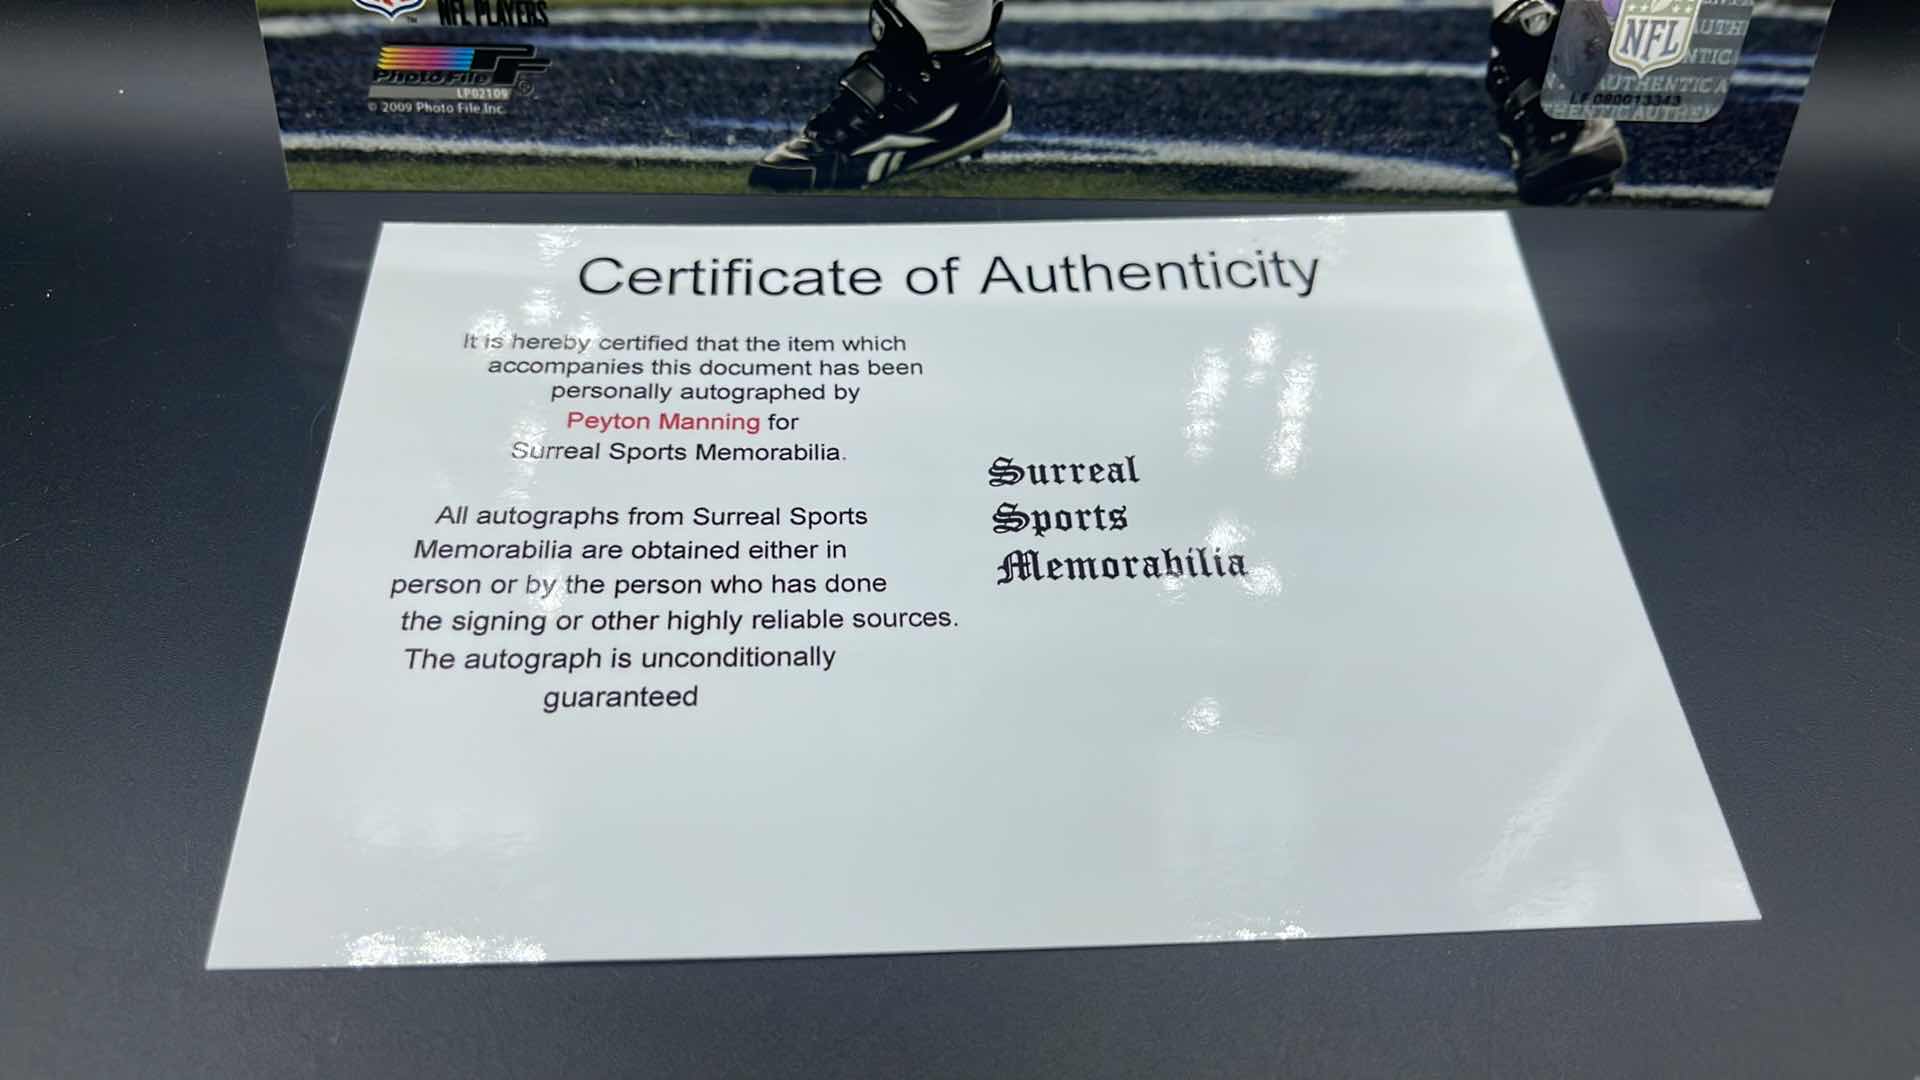 NFL PLAYERS
PhotoFile
LP02109
© 2009 Photo File,Inc.
NFL
AUTHENTICA
LF 090013343
Certificate of Authenticity
It is hereby certified that the item which
accompanies this document has been
personally autographed by
Peyton Manning for
Surreal Sports Memorabilia.
All autographs from Surreal Sports
Memorabilia are obtained either in
person or by the person who has done
the signing or other highly reliable sources.
The autograph is unconditionally
guaranteed
Surreal
Sports
Memorabilia